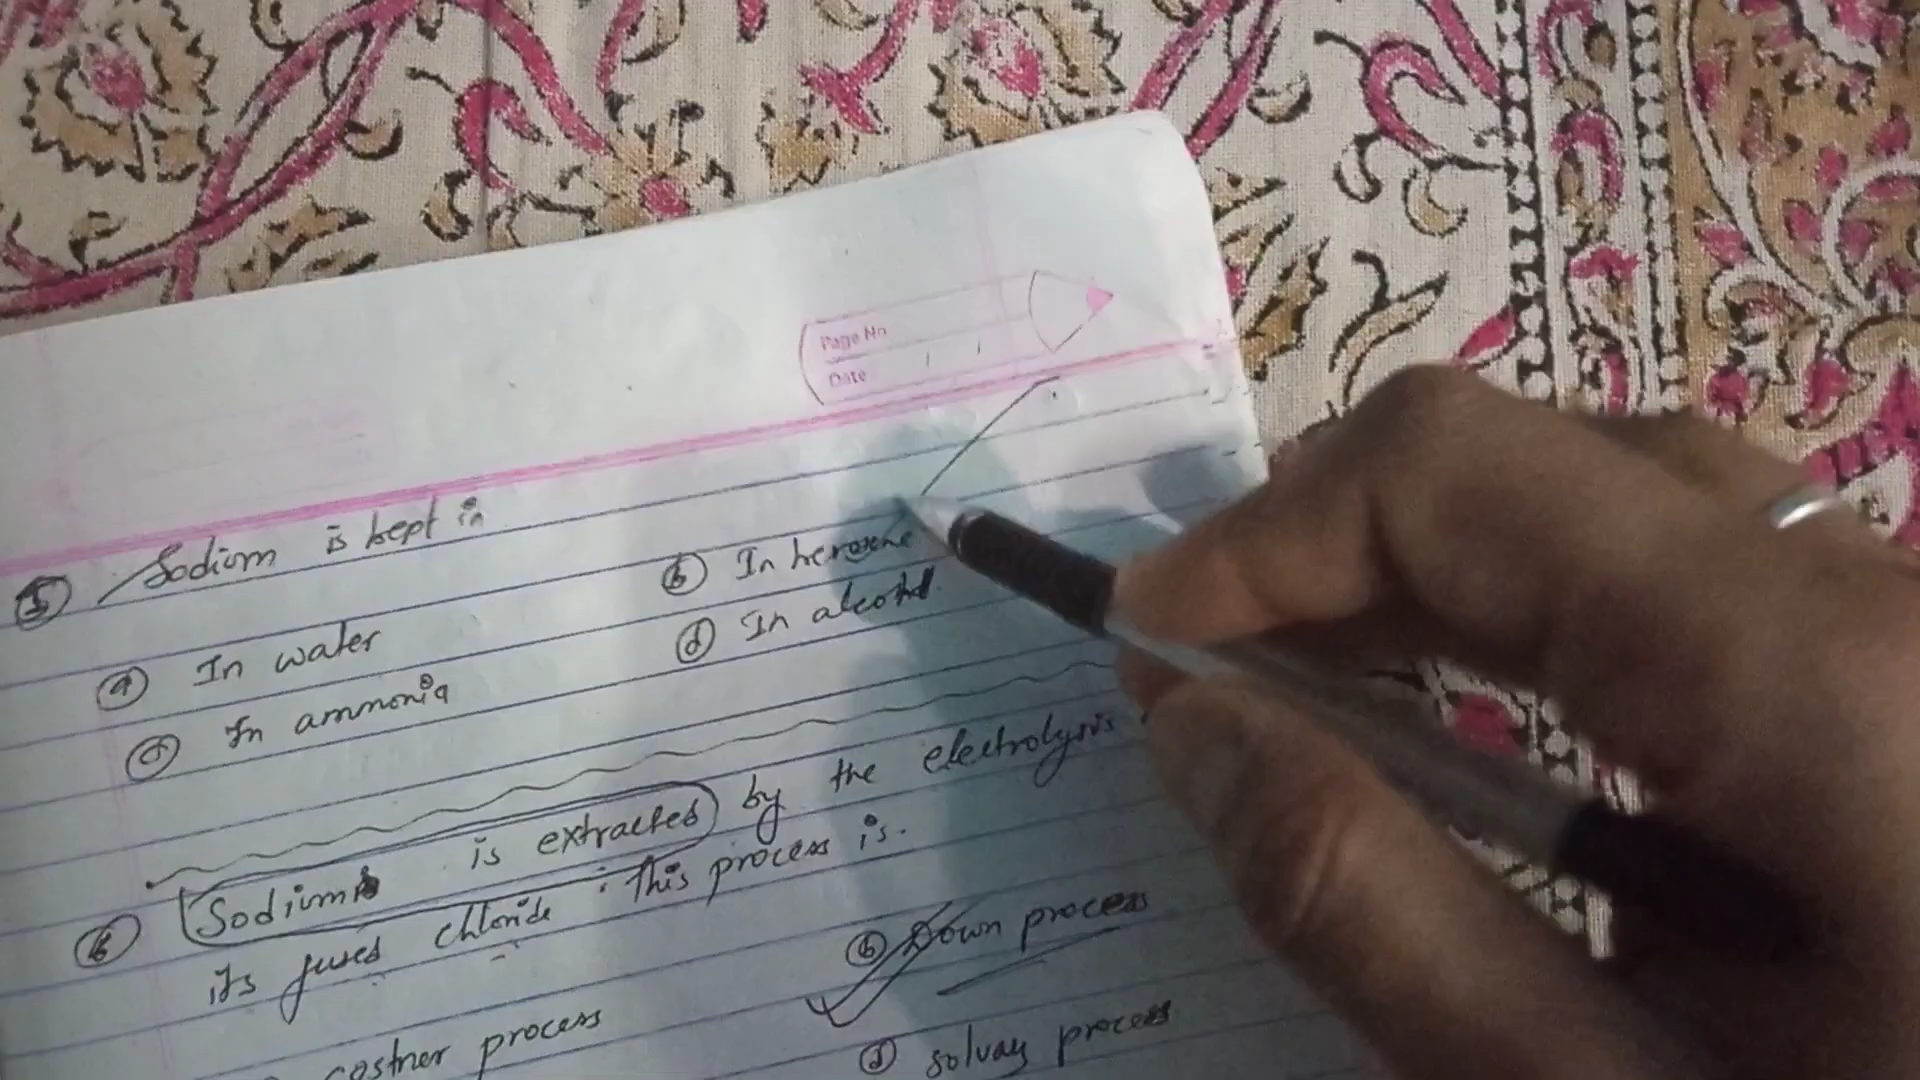 Page No
Date
5 Sodium is kept in
a In water b In kerosene
c In ammonia d In alcohol.
6 Sodium is extracted by the electrolysis
its fused chloride : this process is.
b Down process
costner process d solvay process